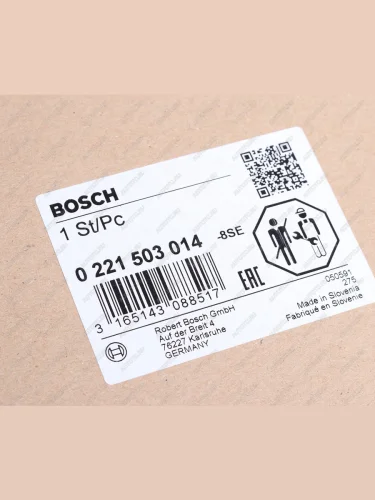 BOSCH
1 St/Pc
0 221 503 014
-8SE
3 165143 088517
EAC
Robert Bosch GmbH
Auf der Breit 4
76227 Karlsruhe
GERMANY
050591
275
Made in Slovenia
Fabriqué en Slovenie